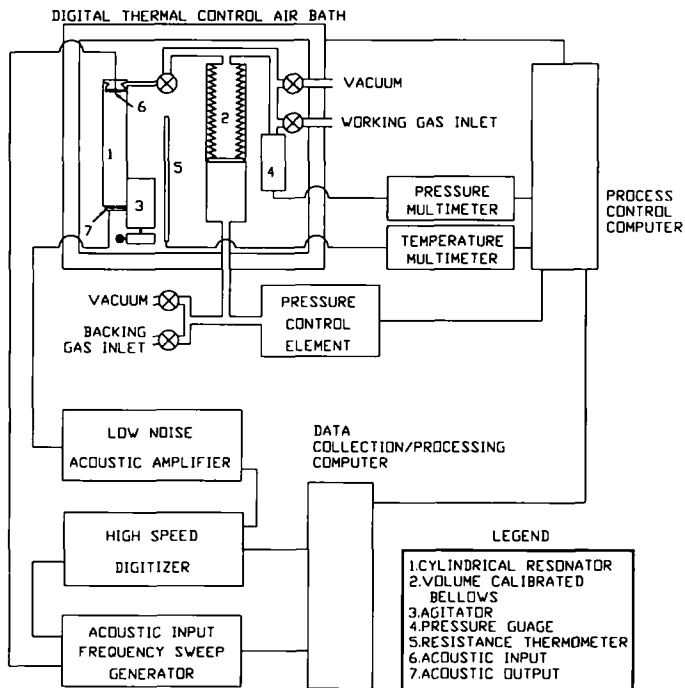 DIGITAL THERMAL CONTROL AIR BATH
6
1
2
3
4
5
7
VACUUM
WORKING GAS INLET
PRESSURE
MULTIMETER
TEMPERATURE
MULTIMETER
PROCESS
CONTROL
COMPUTER
VACUUM
BACKING
GAS INLET
PRESSURE
CONTROL
ELEMENT
LOW NOISE
ACOUSTIC AMPLIFIER
DATA
COLLECTION/PROCESSING
COMPUTER
HIGH SPEED
DIGITIZER
ACOUSTIC INPUT
FREQUENCY SWEEP
GENERATOR
LEGEND
1.CYLINDRICAL RESONATOR
2.VOLUME CALIBRATED
BELLOWS
3.AGITATOR
4.PRESSURE GUAGE
5.RESISTANCE THERMOMETER
6.ACOUSTIC INPUT
7.ACOUSTIC OUTPUT